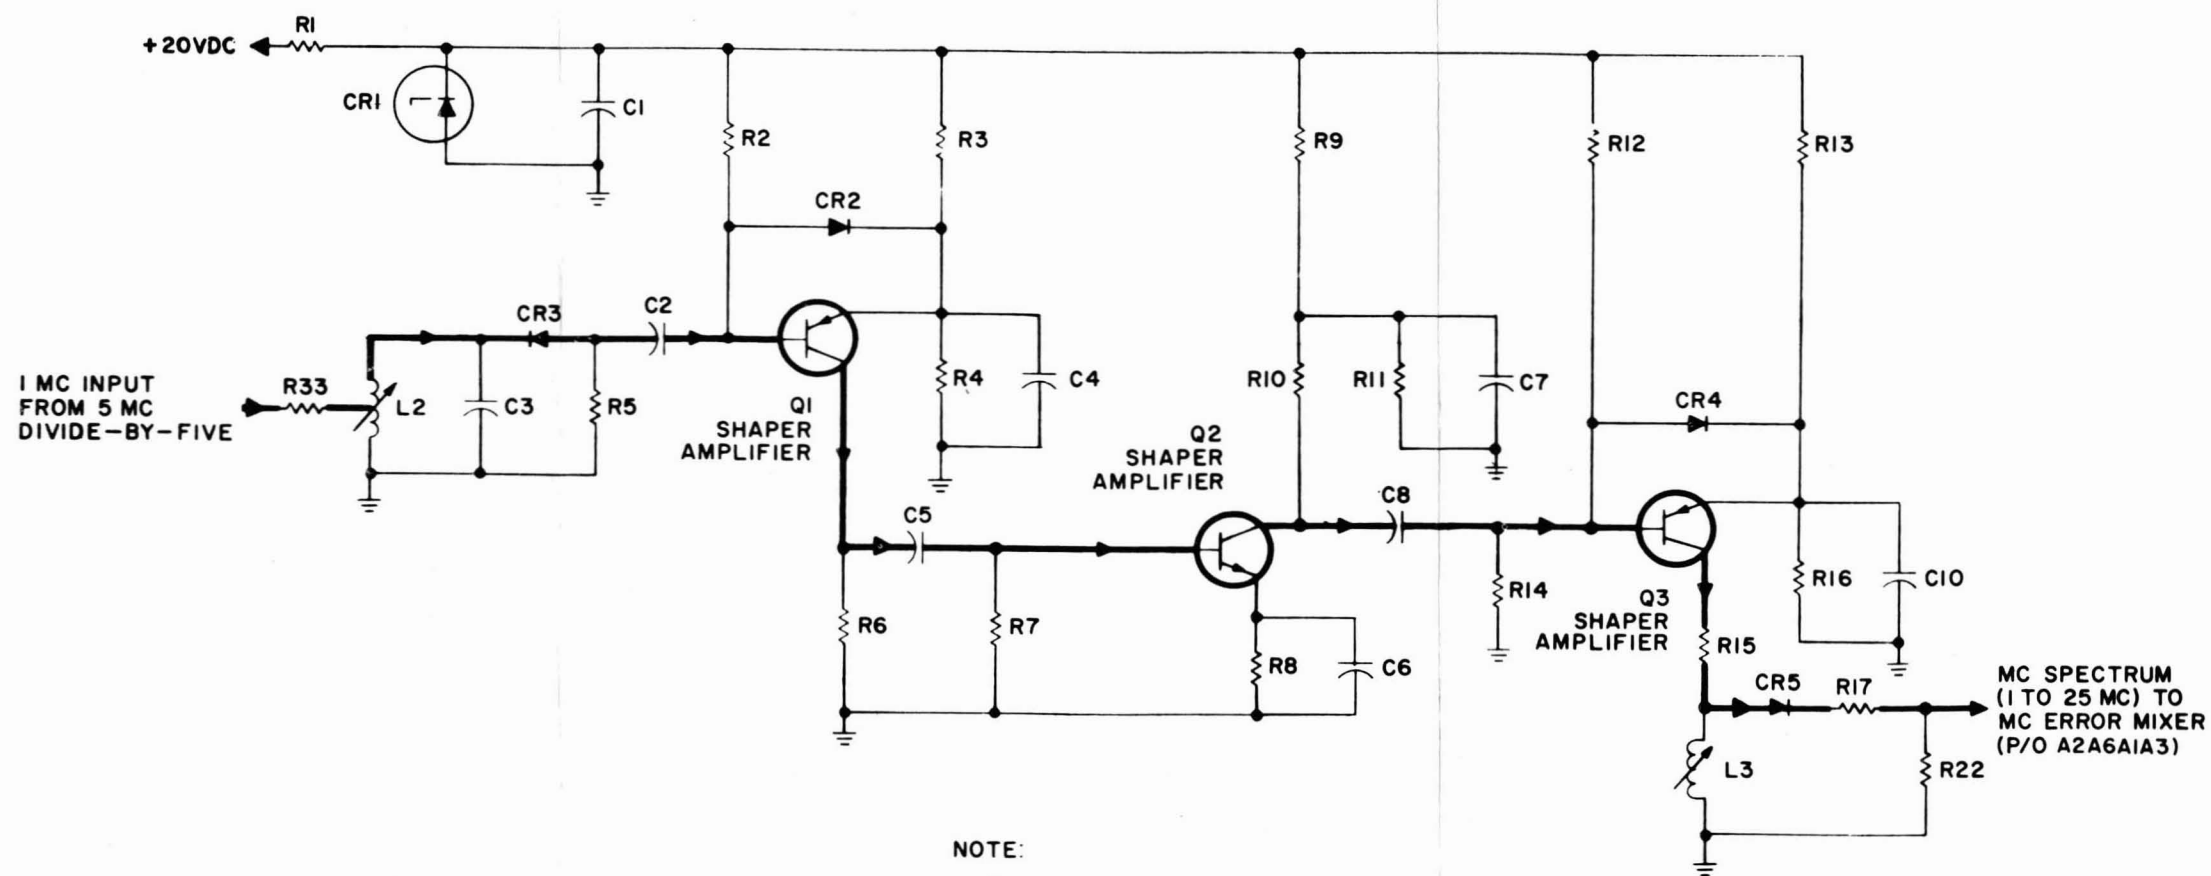 R1
+20VDC
CR1
C1
R2
R3
R9
R12
R13
CR2
C2
CR3
1 MC INPUT
FROM 5 MC
DIVIDE-BY-FIVE
R33
L2
C3
R5
Q1
SHAPER
AMPLIFIER
R4
C4
R10
R11
C7
CR4
Q2
SHAPER
AMPLIFIER
C8
C5
R6
R7
R8
C6
R14
Q3
SHAPER
AMPLIFIER
R16
C10
R15
CR5
R17
MC SPECTRUM
(1 TO 25 MC) TO
MC ERROR MIXER
(P/O A2A6A1A3)
L3
R22
NOTE: